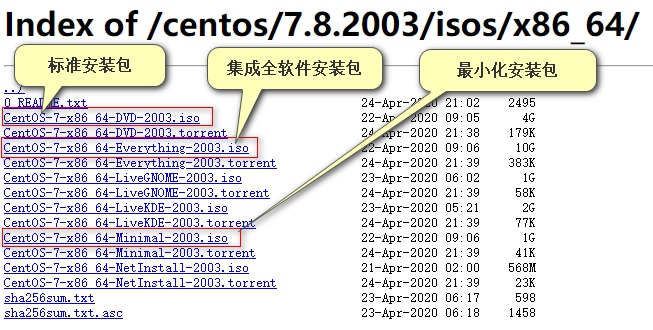 Index of /centos/7.8.2003/isos/x86_64/
标准安装包
集成全软件安装包
最小化安装包
../
0_README.txt 24-Apr-2020 21:02 2495
CentOS-7-x86_64-DVD-2003.iso 22-Apr-2020 09:05 4G
CentOS-7-x86_64-DVD-2003.torrent 24-Apr-2020 21:38 179K
CentOS-7-x86_64-Everything-2003.iso 22-Apr-2020 09:06 10G
CentOS-7-x86_64-Everything-2003.torrent 24-Apr-2020 21:38 383K
CentOS-7-x86_64-LiveGNOME-2003.iso 23-Apr-2020 06:02 1G
CentOS-7-x86_64-LiveGNOME-2003.torrent 24-Apr-2020 21:39 58K
CentOS-7-x86_64-LiveKDE-2003.iso 23-Apr-2020 05:21 2G
CentOS-7-x86_64-LiveKDE-2003.torrent 24-Apr-2020 21:39 77K
CentOS-7-x86_64-Minimal-2003.iso 22-Apr-2020 09:06 1G
CentOS-7-x86_64-Minimal-2003.torrent 24-Apr-2020 21:39 41K
CentOS-7-x86_64-NetInstall-2003.iso 21-Apr-2020 02:00 568M
CentOS-7-x86_64-NetInstall-2003.torrent 24-Apr-2020 21:39 23K
sha256sum.txt 23-Apr-2020 06:17 598
sha256sum.txt.asc 23-Apr-2020 06:18 1458